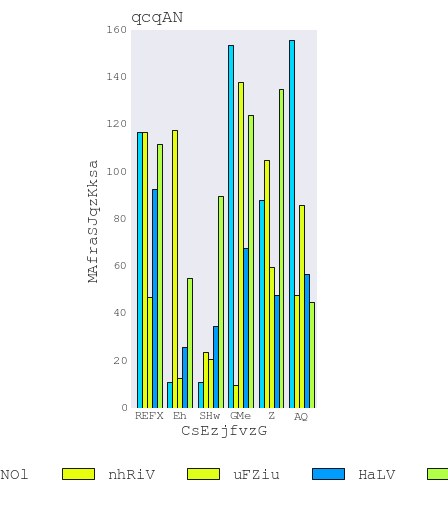 qcqAN
160
140
120
100
80
60
40
20
0
MAfraSJqzKksa
REFX Eh SHw GMe Z AQ
CsEzjfvzG
NOl nhRiV uFZiu HaLV